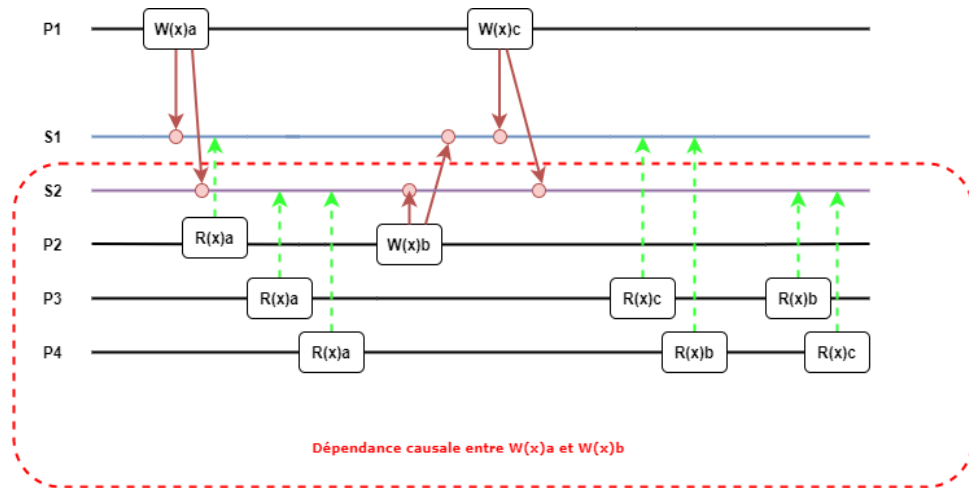 P1 W(x)a W(x)c
S1
S2
P2 R(x)a W(x)b
P3 R(x)a R(x)c R(x)b
P4 R(x)a R(x)b R(x)c
Dépendance causale entre W(x)a et W(x)b